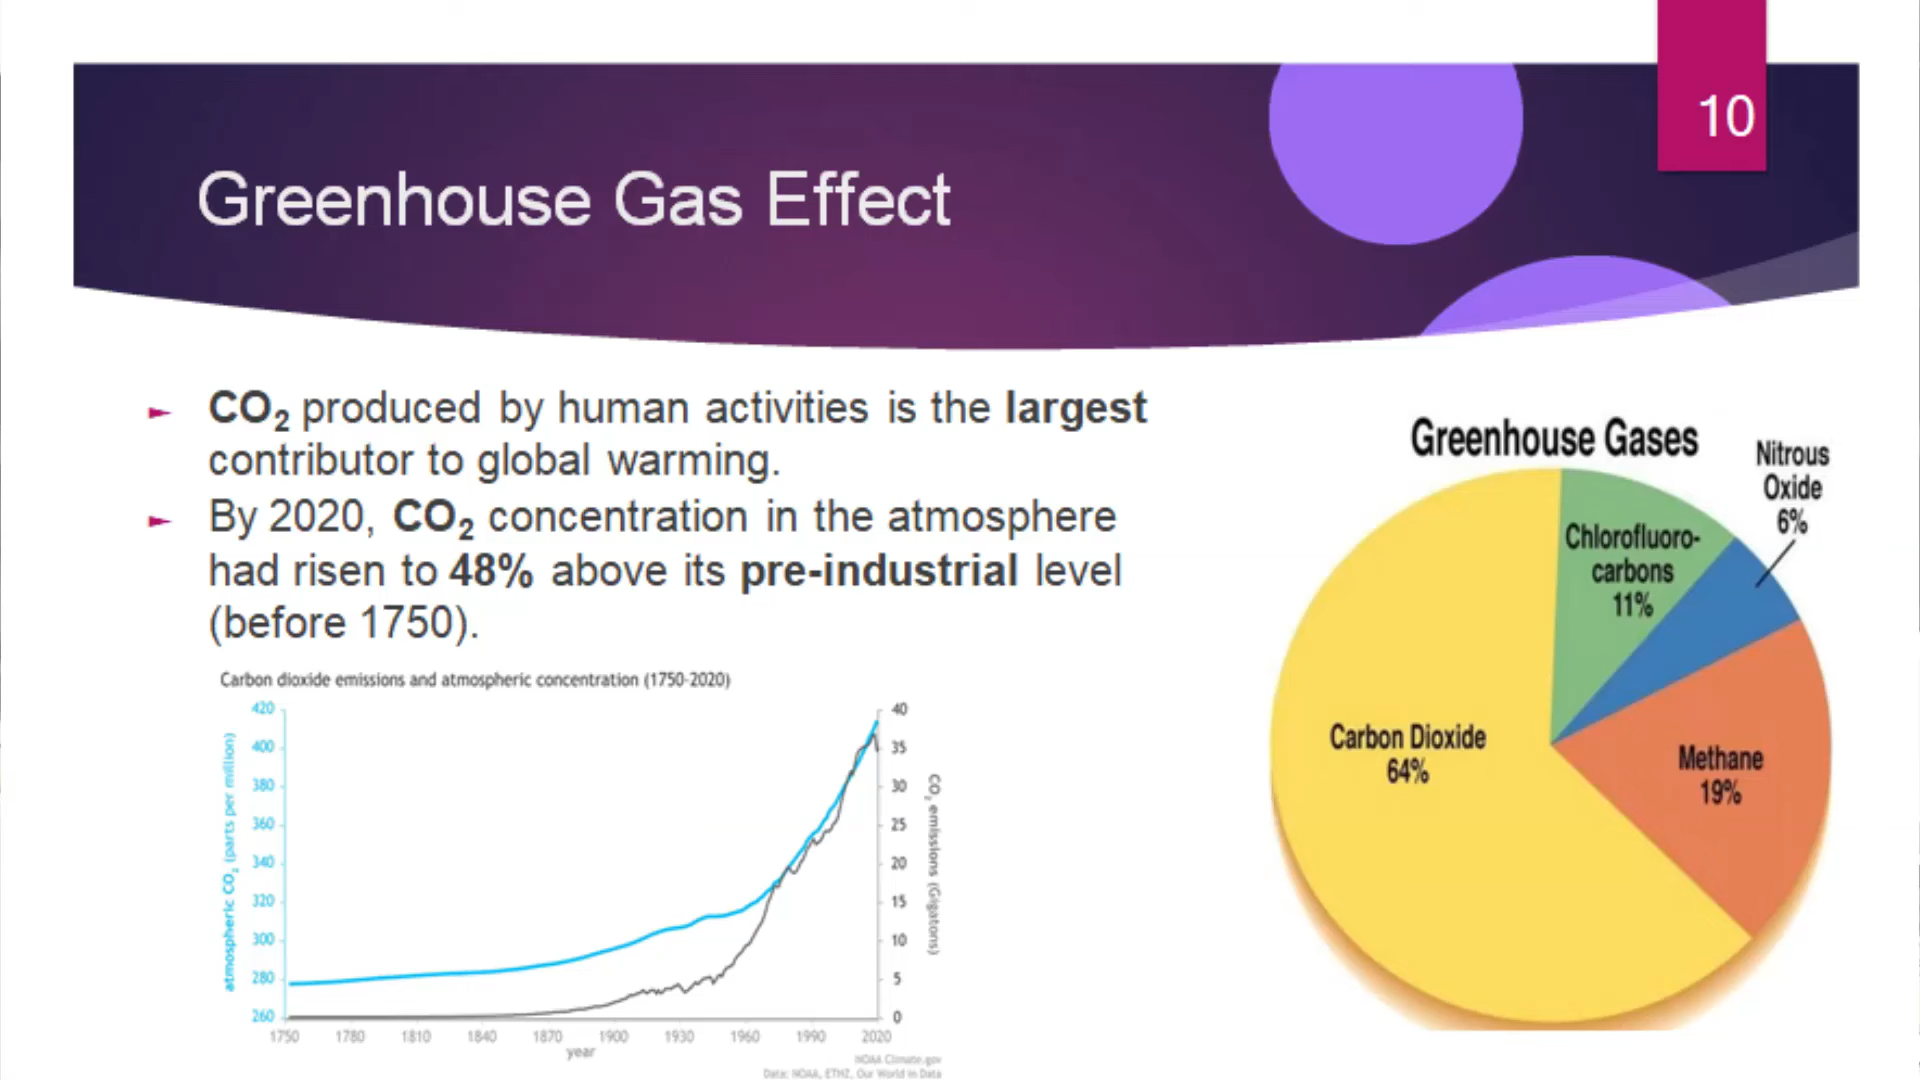 10
Greenhouse Gas Effect
► CO₂ produced by human activities is the largest
contributor to global warming.
► By 2020, CO₂ concentration in the atmosphere
had risen to 48% above its pre-industrial level
(before 1750).
Carbon dioxide emissions and atmospheric concentration (1750-2020)
atmospheric CO₂ (parts per million)
420
400
380
360
340
320
300
280
260
40
35
30
25
20
15
10
5
0
CO₂ emissions (Gigatons)
1750 1780 1810 1840 1870 1900 1930 1960 1990 2020
year
NOAA Climate.gov
Data: NOAA, ETHZ, Our World in Data
Greenhouse Gases
Nitrous
Oxide
6%
Chlorofluoro-
carbons
11%
Carbon Dioxide
64%
Methane
19%